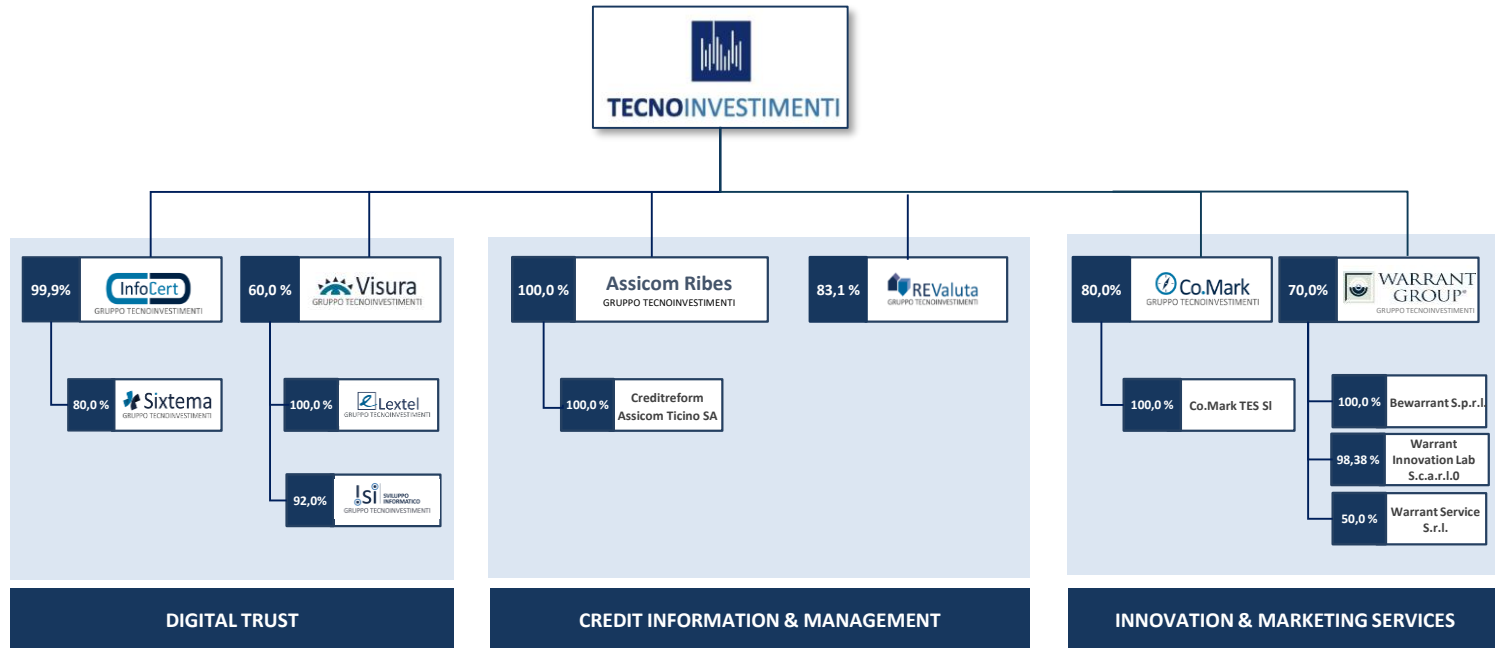 TECNOINVESTIMENTI
99,9%
InfoCert
GRUPPO TECNOINVESTIMENTI
80,0 %
Sixtema
GRUPPO TECNOINVESTIMENTI
60,0 %
Visura
GRUPPO TECNOINVESTIMENTI
100,0 %
Lextel
GRUPPO TECNOINVESTIMENTI
92,0%
Isi SVILUPPO
INFORMATICO
GRUPPO TECNOINVESTIMENTI
DIGITAL TRUST
100,0 %
Assicom Ribes
GRUPPO TECNOINVESTIMENTI
100,0 %
Creditreform
Assicom Ticino SA
83,1 %
REValuta
GRUPPO TECNOINVESTIMENTI
CREDIT INFORMATION & MANAGEMENT
80,0%
Co.Mark
GRUPPO TECNOINVESTIMENTI
100,0 %
Co.Mark TES Sl
70,0%
WARRANT
GROUP®
GRUPPO TECNOINVESTIMENTI
100,0 %
Bewarrant S.p.r.l.
98,38 %
Warrant
Innovation Lab
S.c.a.r.l.0
50,0 %
Warrant Service
S.r.l.
INNOVATION & MARKETING SERVICES